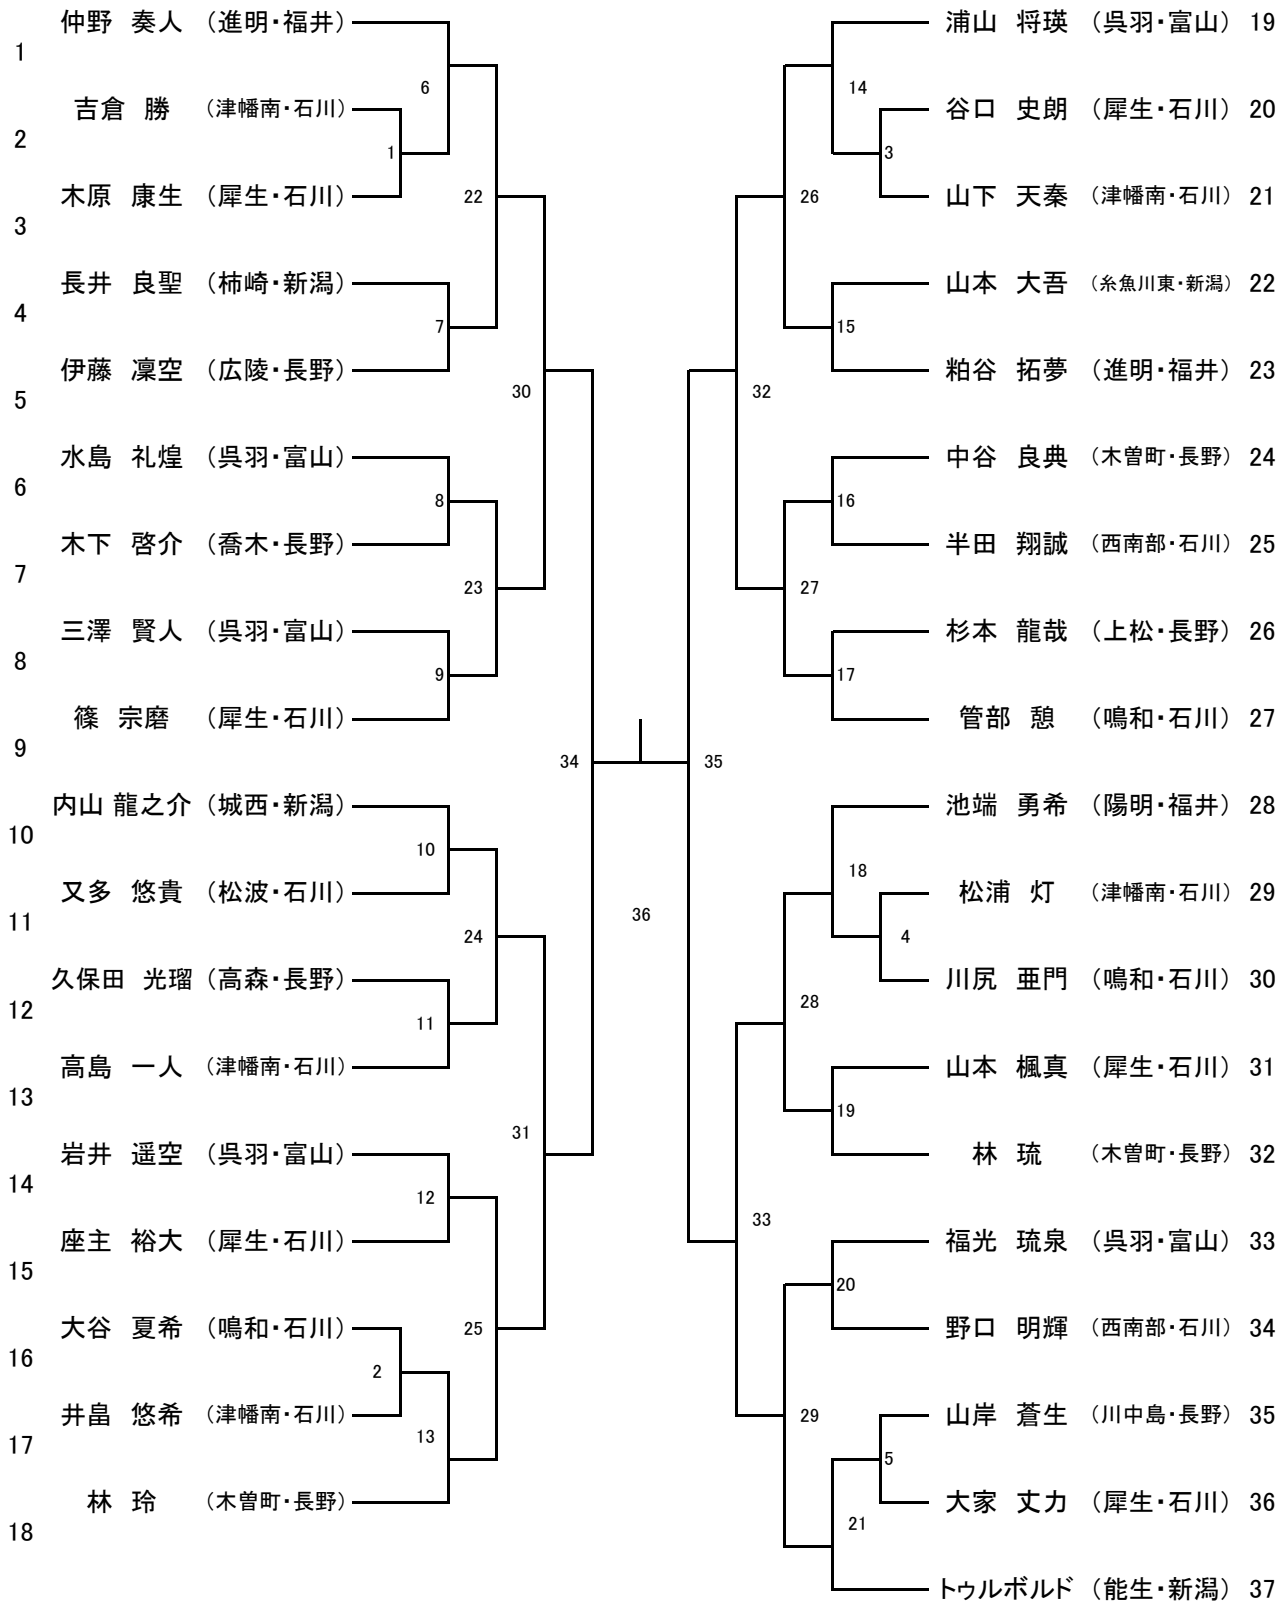 仲野 奏人 （進明・福井）
1
吉倉 勝 （津幡南・石川）
2
木原 康生 （犀生・石川）
3
長井 良聖 （柿崎・新潟）
4
伊藤 凜空 （広陵・長野）
5
水島 礼煌 （呉羽・富山）
6
木下 啓介 （喬木・長野）
7
三澤 賢人 （呉羽・富山）
8
篠 宗磨 （犀生・石川）
9
内山 龍之介 （城西・新潟）
10
又多 悠貴 （松波・石川）
11
久保田 光瑠 （高森・長野）
12
高島 一人 （津幡南・石川）
13
岩井 遥空 （呉羽・富山）
14
座主 裕大 （犀生・石川）
15
大谷 夏希 （鳴和・石川）
16
井畠 悠希 （津幡南・石川）
17
林 玲 （木曽町・長野）
18
6
1
22
7
30
8
23
9
34
10
24
11
31
12
25
2
13
36
浦山 将瑛 （呉羽・富山） 19
谷口 史朗 （犀生・石川） 20
山下 天秦 （津幡南・石川） 21
山本 大吾 （糸魚川東・新潟） 22
粕谷 拓夢 （進明・福井） 23
中谷 良典 （木曽町・長野） 24
半田 翔誠 （西南部・石川） 25
杉本 龍哉 （上松・長野） 26
管部 憩 （鳴和・石川） 27
池端 勇希 （陽明・福井） 28
松浦 灯 （津幡南・石川） 29
川尻 亜門 （鳴和・石川） 30
山本 楓真 （犀生・石川） 31
林 琉 （木曽町・長野） 32
福光 琉泉 （呉羽・富山） 33
野口 明輝 （西南部・石川） 34
山岸 蒼生 （川中島・長野） 35
大家 丈力 （犀生・石川） 36
トゥルボルド （能生・新潟） 37
14
3
26
15
32
16
27
17
35
18
4
28
19
33
20
29
5
21